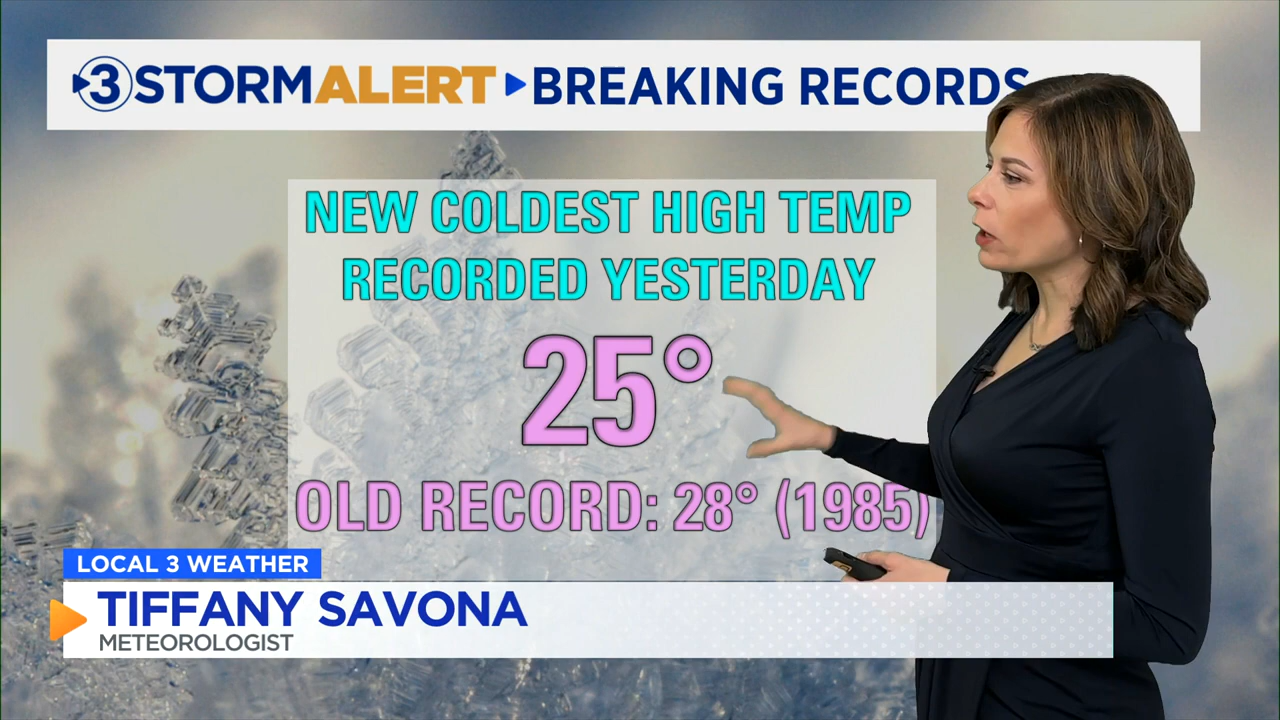 3 STORMALERT BREAKING RECORDS
NEW COLDEST HIGH TEMP
RECORDED YESTERDAY
25°
OLD RECORD: 28° (1985)
LOCAL 3 WEATHER
TIFFANY SAVONA
METEOROLOGIST